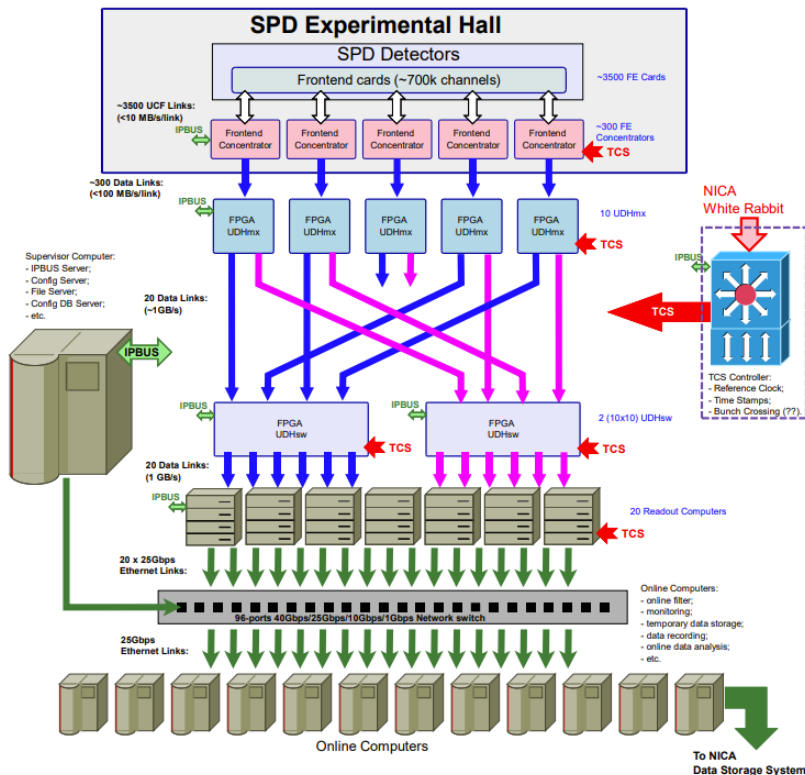 SPD Experimental Hall
SPD Detectors
Frontend cards (~700k channels)
~3500 FE Cards
~3500 UCF Links:
(<10 MB/s/link)
IPBUS
Frontend
Concentrator
Frontend
Concentrator
Frontend
Concentrator
Frontend
Concentrator
Frontend
Concentrator
~300 FE
Concentrators
TCS
~300 Data Links:
(<100 MB/s/link)
IPBUS
FPGA
UDHmx
FPGA
UDHmx
FPGA
UDHmx
FPGA
UDHmx
FPGA
UDHmx
10 UDHmx
TCS
NICA
White Rabbit
IPBUS
TCS
TCS Controller:
- Reference Clock;
- Time Stamps;
- Bunch Crossing (??).
Supervisor Computer:
- IPBUS Server;
- Config Server;
- File Server;
- Config DB Server;
- etc.
IPBUS
20 Data Links:
(~1GB/s)
IPBUS
FPGA
UDHsw
TCS
IPBUS
FPGA
UDHsw
2 (10x10) UDHsw
TCS
20 Data Links:
(1 GB/s)
IPBUS
20 Readout Computers
TCS
20 x 25Gbps
Ethernet Links:
96-ports 40Gbps/25Gbps/10Gbps/1Gbps Network switch
Online Computers:
- online filter;
- monitoring;
- temporary data storage;
- data recording;
- online data analysis;
- etc.
25Gbps
Ethernet Links:
Online Computers
To NICA
Data Storage System